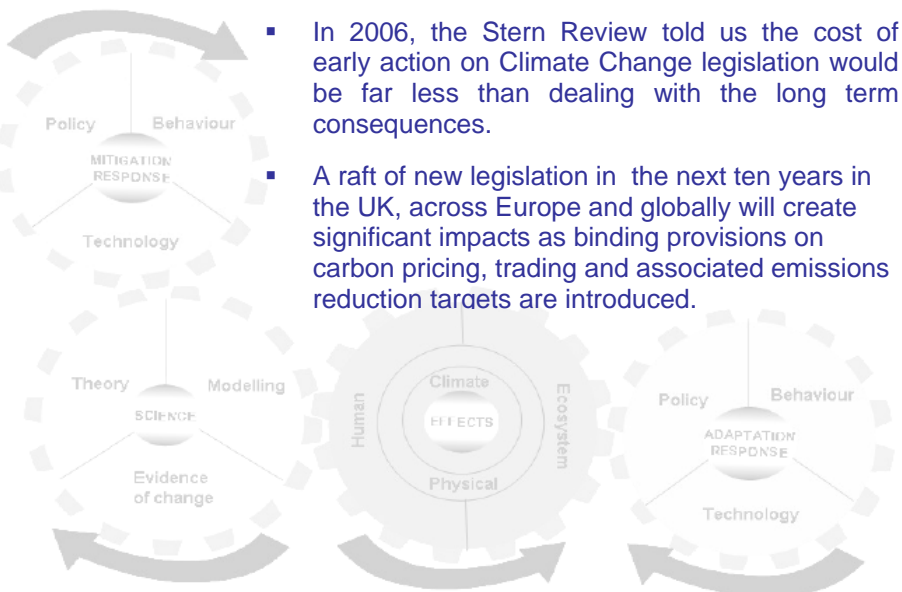 ▪ In 2006, the Stern Review told us the cost of
early action on Climate Change legislation would
be far less than dealing with the long term
consequences.
▪ A raft of new legislation in the next ten years in
the UK, across Europe and globally will create
significant impacts as binding provisions on
carbon pricing, trading and associated emissions
reduction targets are introduced.
Policy Behaviour
MITIGATION
RESPONSE
Technology
Theory Modelling
SCIENCE
Evidence
of change
Climate
Human
EFFECTS
Ecosystem
Physical
Policy Behaviour
ADAPTATION
RESPONSE
Technology